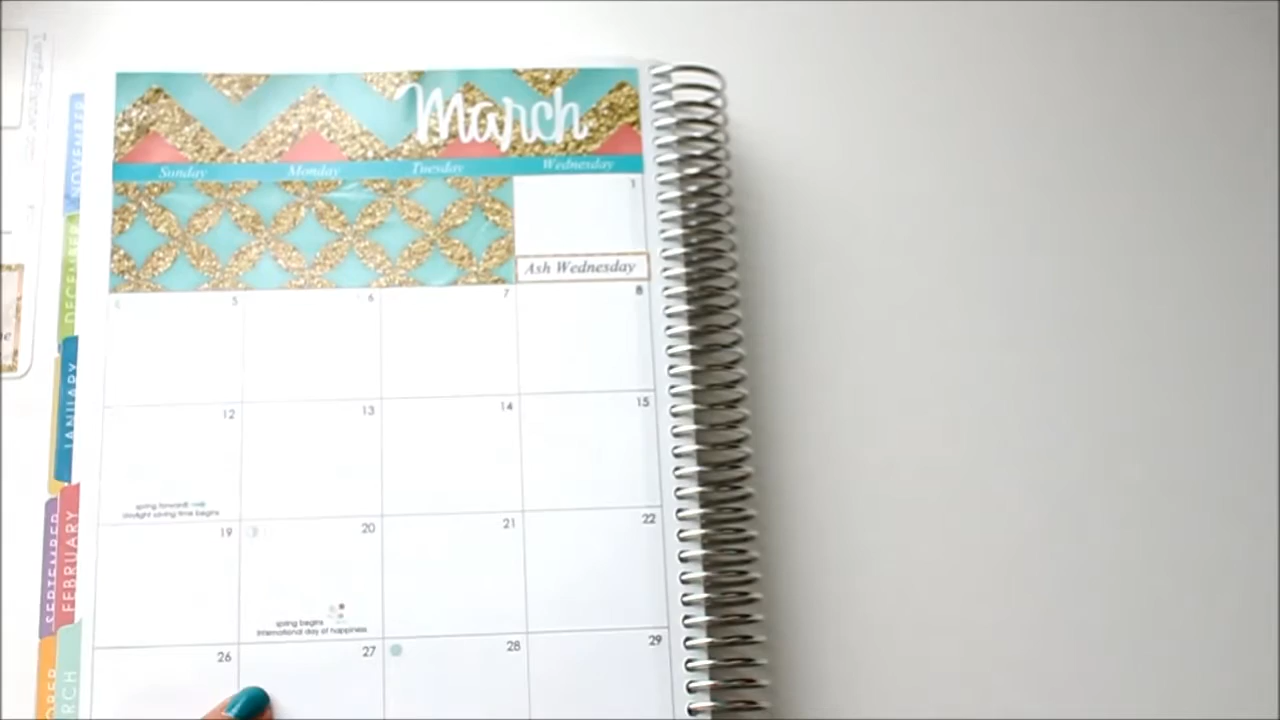 March
Sunday Monday Tuesday Wednesday
1
Ash Wednesday
5 6 7 8
12 13 14 15
spring forward!
daylight saving time begins
19 20 21 22
spring begins
international day of happiness
26 27 28 29
NOVEMBER
DECEMBER
JANUARY
FEBRUARY
SEPTEMBER
OBER
RCH